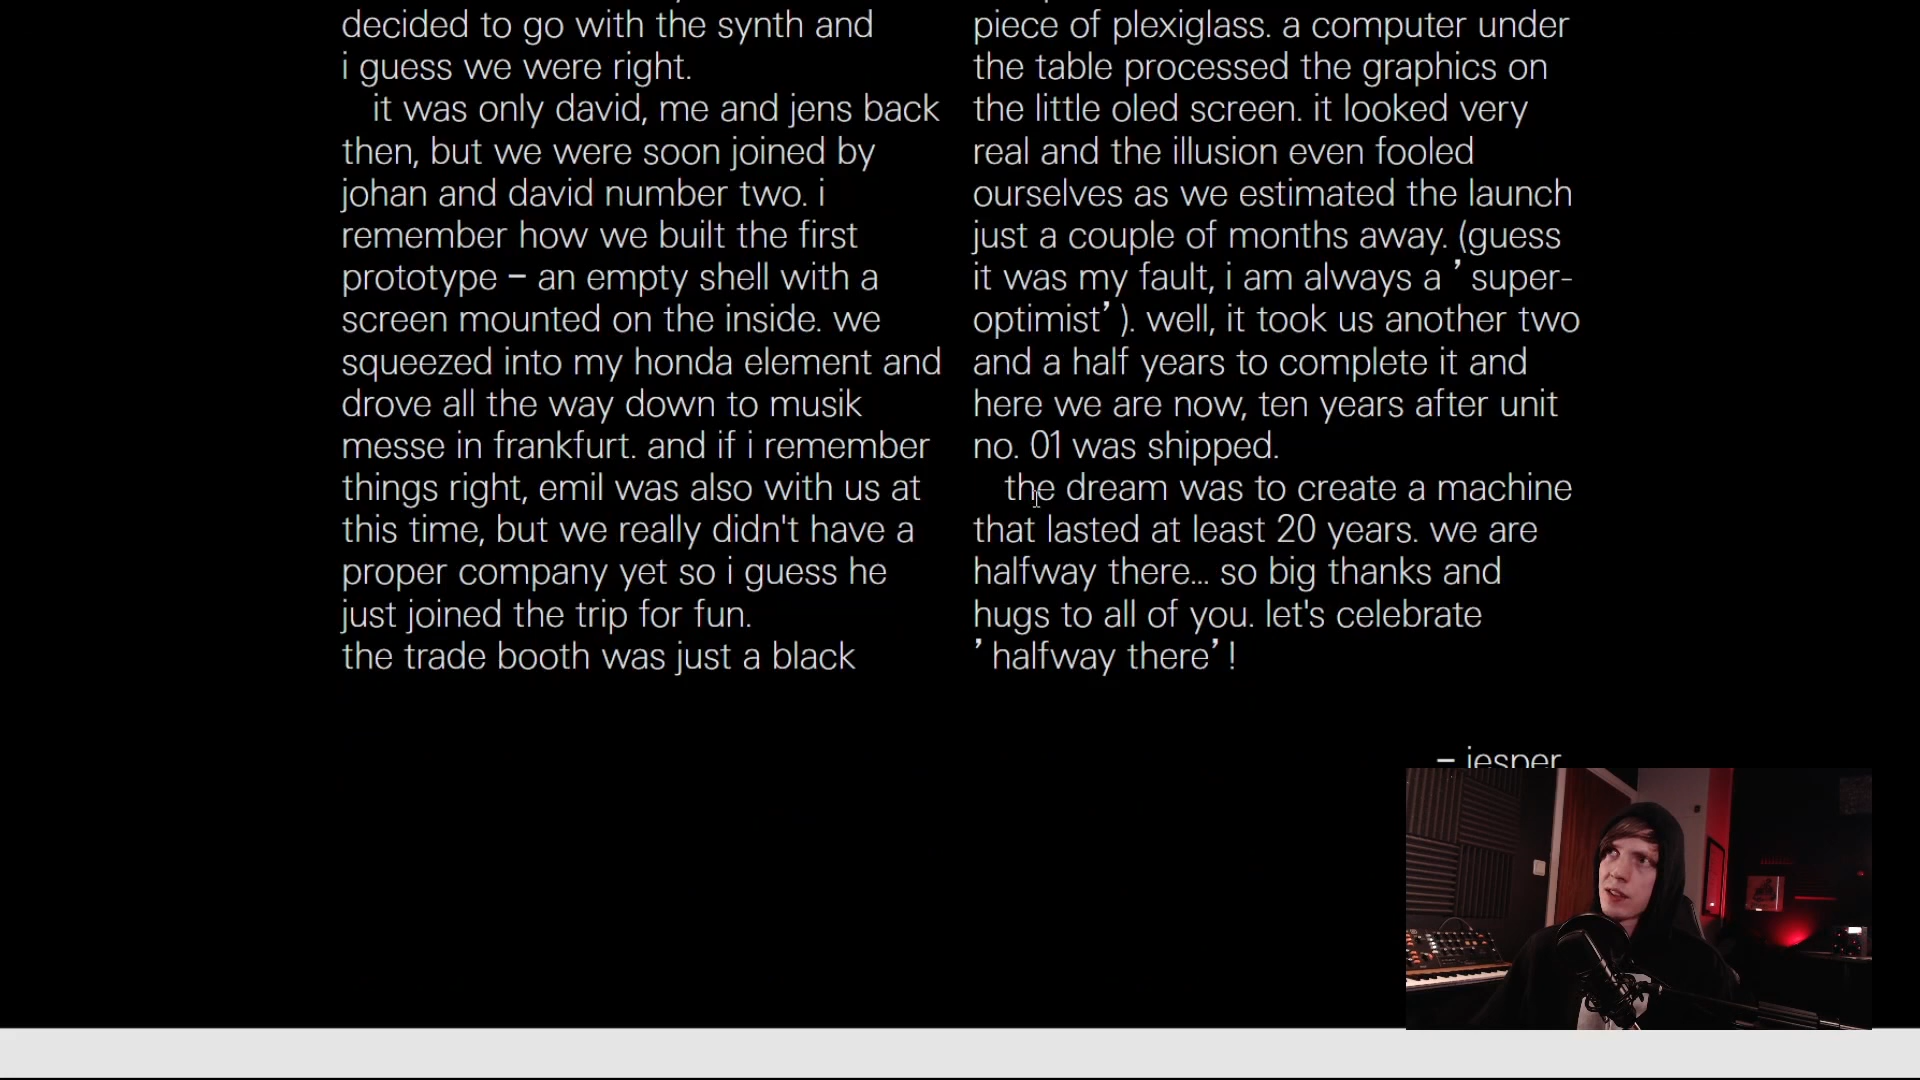 decided to go with the synth and
i guess we were right.
it was only david, me and jens back
then, but we were soon joined by
johan and david number two. i
remember how we built the first
prototype – an empty shell with a
screen mounted on the inside. we
squeezed into my honda element and
drove all the way down to musik
messe in frankfurt. and if i remember
things right, emil was also with us at
this time, but we really didn't have a
proper company yet so i guess he
just joined the trip for fun.
the trade booth was just a black
piece of plexiglass. a computer under
the table processed the graphics on
the little oled screen. it looked very
real and the illusion even fooled
ourselves as we estimated the launch
just a couple of months away. (guess
it was my fault, i am always a ’super-
optimist’). well, it took us another two
and a half years to complete it and
here we are now, ten years after unit
no. 01 was shipped.
the dream was to create a machine
that lasted at least 20 years. we are
halfway there... so big thanks and
hugs to all of you. let's celebrate
’halfway there’!
– jesper